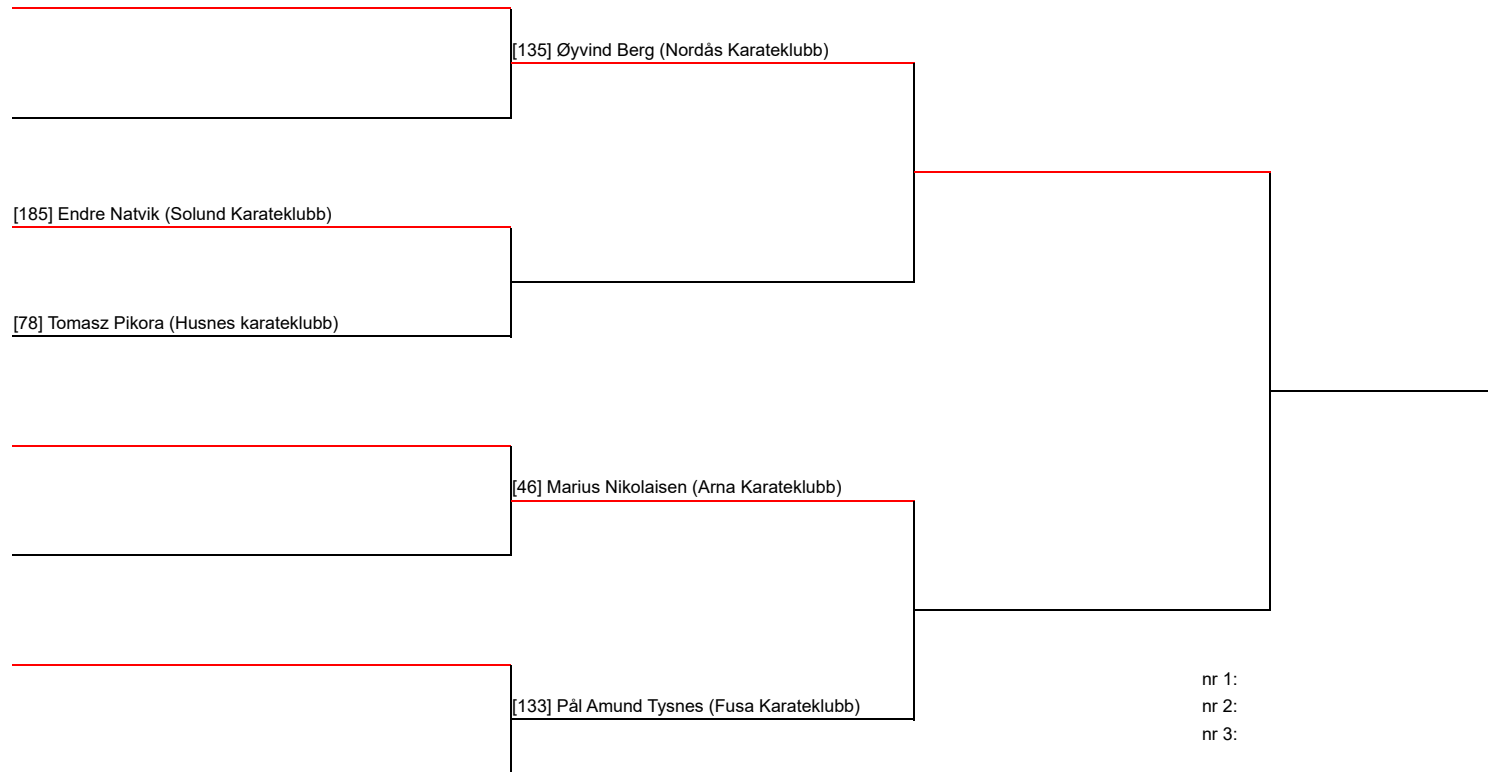 [135] Øyvind Berg (Nordås Karateklubb)
[185] Endre Natvik (Solund Karateklubb)
[78] Tomasz Pikora (Husnes karateklubb)
[46] Marius Nikolaisen (Arna Karateklubb)
[133] Pål Amund Tysnes (Fusa Karateklubb)
nr 1:
nr 2:
nr 3: